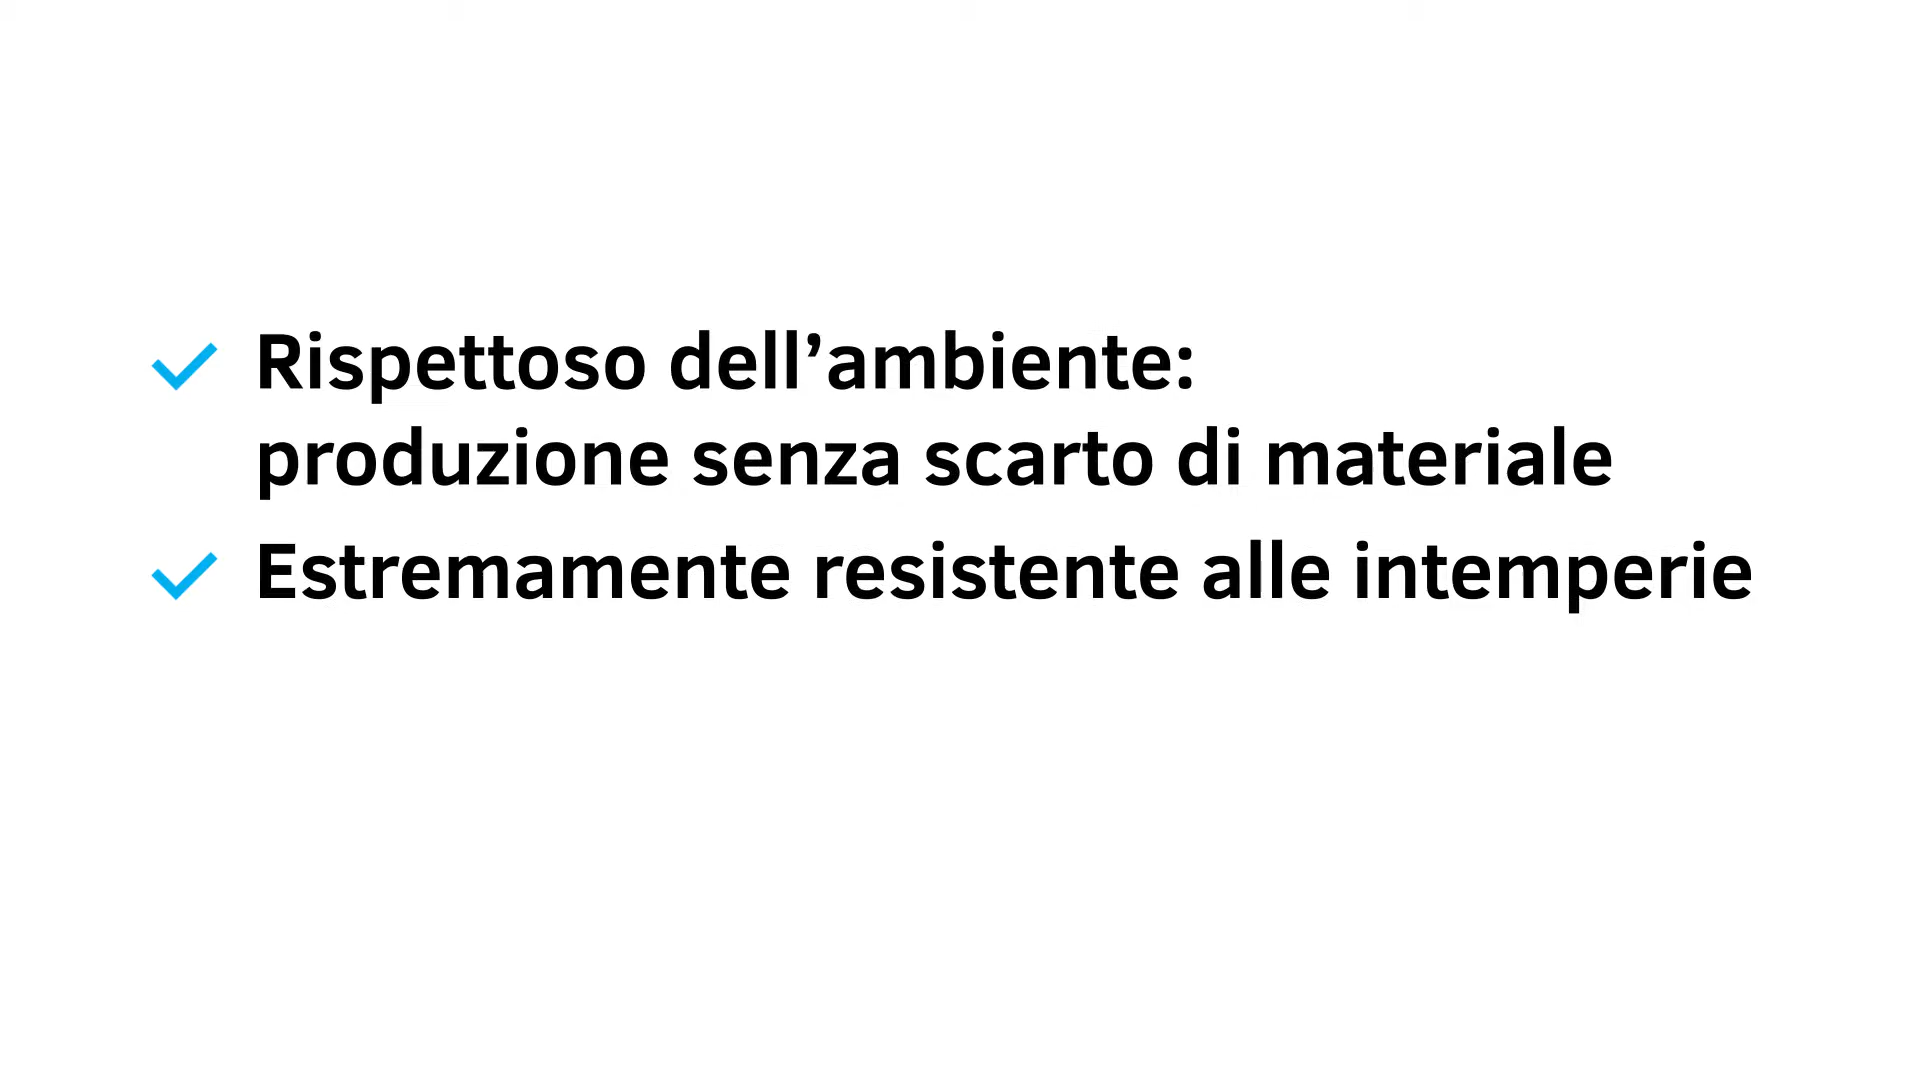 Rispettoso dell’ambiente:
produzione senza scarto di materiale
Estremamente resistente alle intemperie